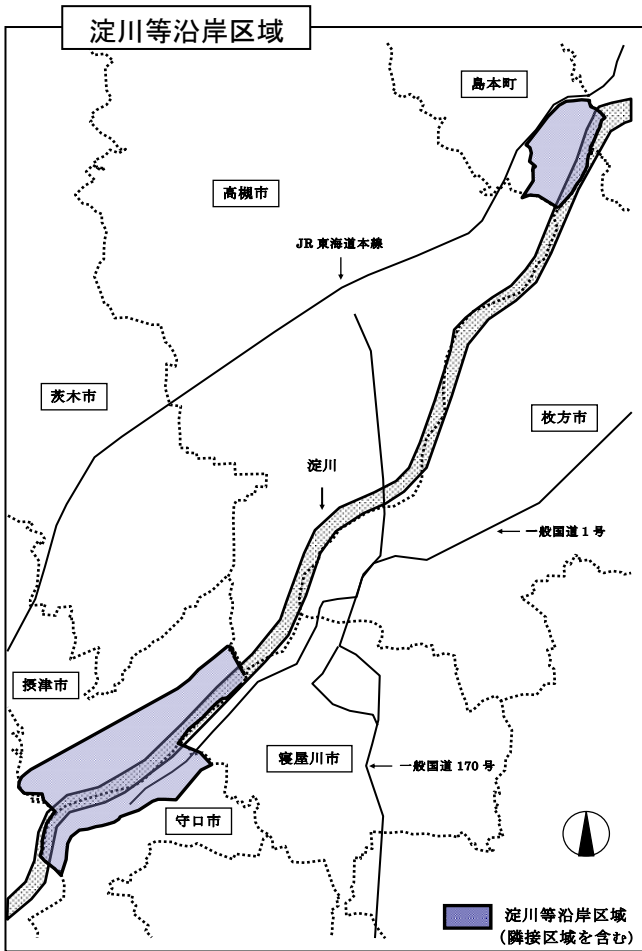 淀川等沿岸区域
島本町
高槻市
JR東海道本線
茨木市
枚方市
淀川
一般国道1号
摂津市
寝屋川市
一般国道170号
守口市
淀川等沿岸区域
(隣接区域を含む)